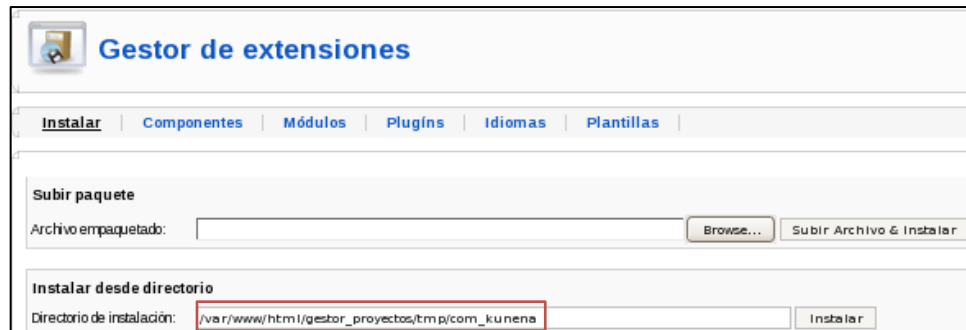 Gestor de extensiones
Instalar | Componentes | Módulos | Plugíns | Idiomas | Plantillas |
Subir paquete
Archivo empaquetado: Browse... Subir Archivo & Instalar
Instalar desde directorio
Directorio de instalación: /var/www/html/gestor_proyectos/tmp/com_kunena Instalar